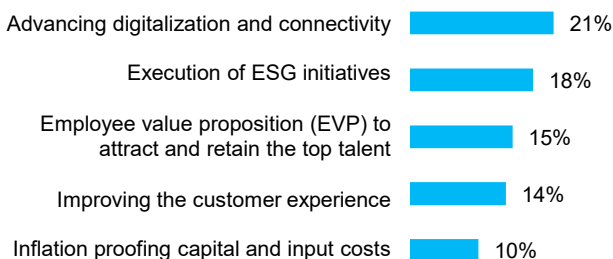 Advancing digitalization and connectivity 21%
Execution of ESG initiatives 18%
Employee value proposition (EVP) to
attract and retain the top talent 15%
Improving the customer experience 14%
Inflation proofing capital and input costs 10%